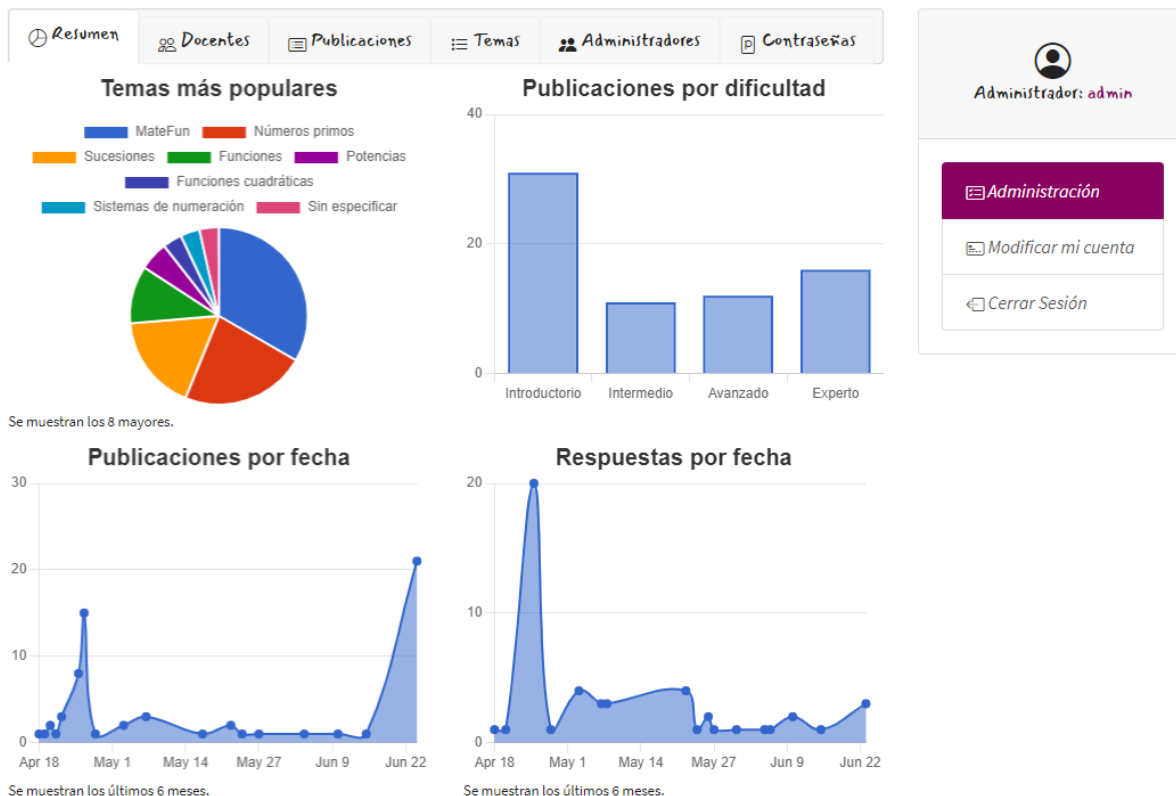 Resumen Docentes Publicaciones Temas Administradores Contraseñas
Administrador: admin
Administración
Modificar mi cuenta
Cerrar Sesión
Temas más populares
MateFun Números primos
Sucesiones Funciones Potencias
Funciones cuadráticas
Sistemas de numeración Sin especificar
Se muestran los 8 mayores.
Publicaciones por dificultad
40
20
0
Introductorio Intermedio Avanzado Experto
Publicaciones por fecha
30
20
10
0
Apr 18 May 1 May 14 May 27 Jun 9 Jun 22
Se muestran los últimos 6 meses.
Respuestas por fecha
20
10
0
Apr 18 May 1 May 14 May 27 Jun 9 Jun 22
Se muestran los últimos 6 meses.